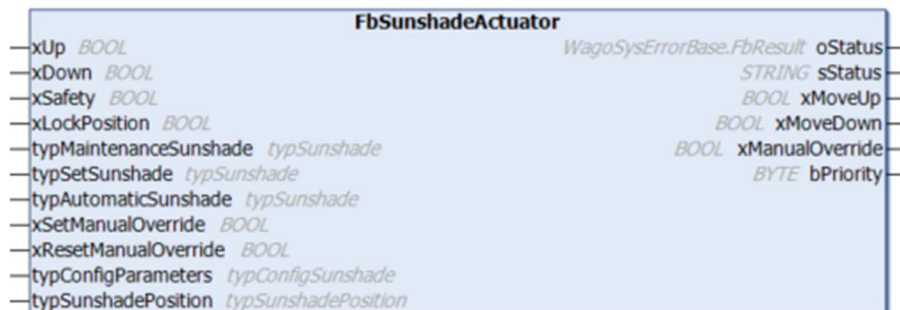 FbSunshadeActuator
xUp BOOL WagoSysErrorBase.FbResult oStatus
xDown BOOL STRING sStatus
xSafety BOOL BOOL xMoveUp
xLockPosition BOOL BOOL xMoveDown
typMaintenanceSunshade typSunshade BOOL xManualOverride
typSetSunshade typSunshade BYTE bPriority
typAutomaticSunshade typSunshade
xSetManualOverride BOOL
xResetManualOverride BOOL
typConfigParameters typConfigSunshade
typSunshadePosition typSunshadePosition